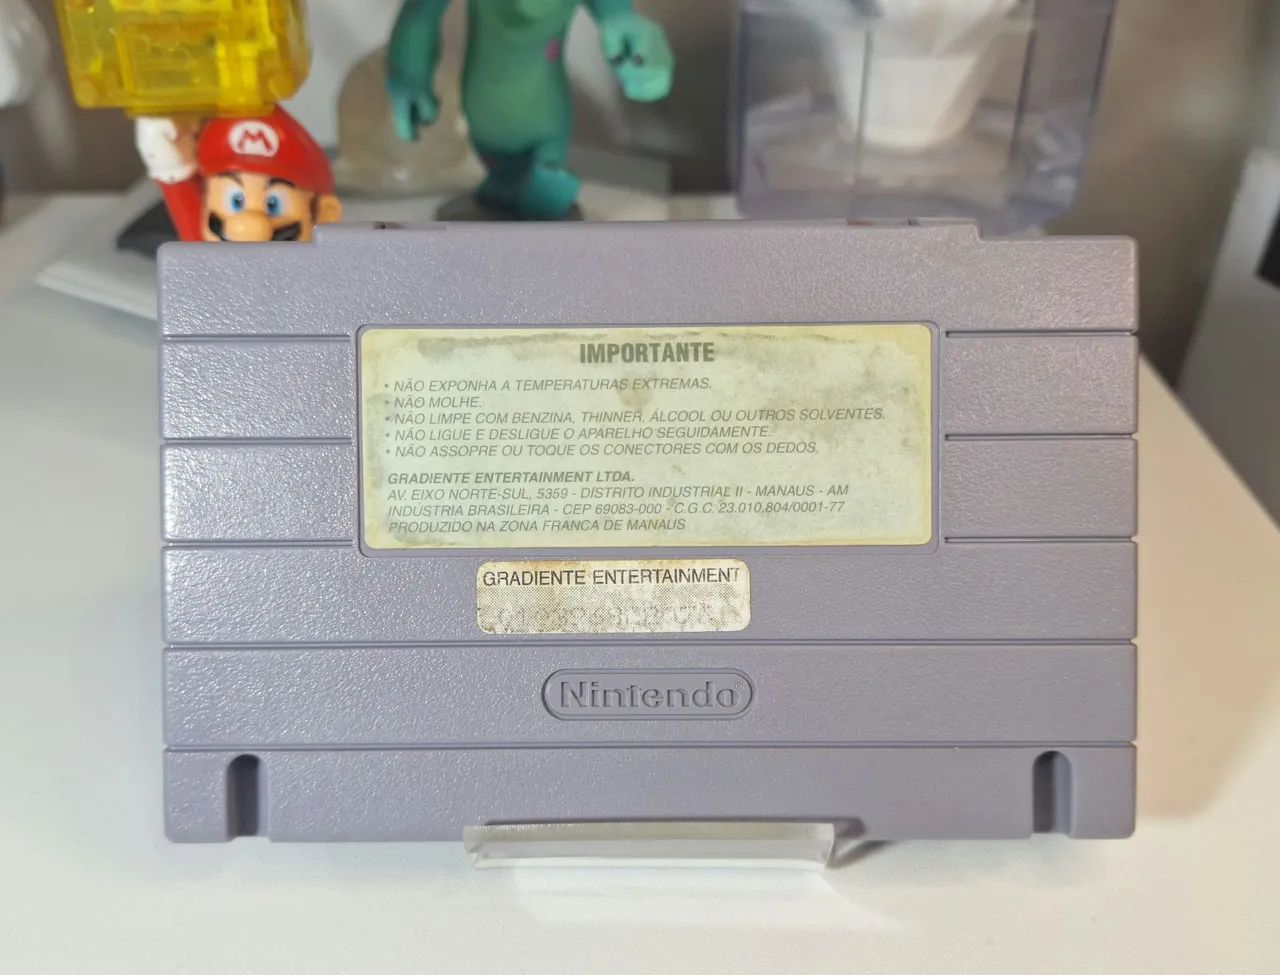 M
IMPORTANTE
• NÃO EXPONHA A TEMPERATURAS EXTREMAS.
• NÃO MOLHE.
• NÃO LIMPE COM BENZINA, THINNER, ÁLCOOL OU OUTROS SOLVENTES.
• NÃO LIGUE E DESLIGUE O APARELHO SEGUIDAMENTE.
• NÃO ASSOPRE OU TOQUE OS CONECTORES COM OS DEDOS.
GRADIENTE ENTERTAINMENT LTDA.
AV. EIXO NORTE-SUL, 5359 - DISTRITO INDUSTRIAL II - MANAUS - AM
INDÚSTRIA BRASILEIRA - CEP 69083-000 - C.G.C. 23.010.804/0001-77
PRODUZIDO NA ZONA FRANCA DE MANAUS
GRADIENTE ENTERTAINMENT
Nintendo